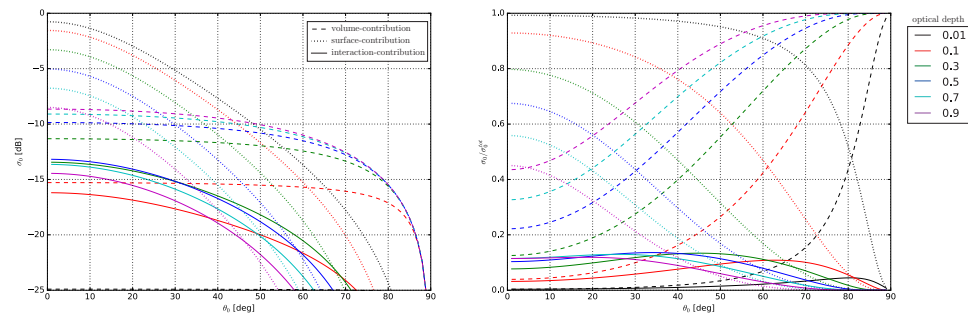 0
−5
−10
−15
−20
−25
σ₀ [dB]
0 10 20 30 40 50 60 70 80 90
θ₀ [deg]
volume-contribution
surface-contribution
interaction-contribution
1.0
0.8
0.6
0.4
0.2
0.0
σ₀/σ₀ᵗᵒᵗ
0 10 20 30 40 50 60 70 80 90
θ₀ [deg]
optical depth
0.01
0.1
0.3
0.5
0.7
0.9